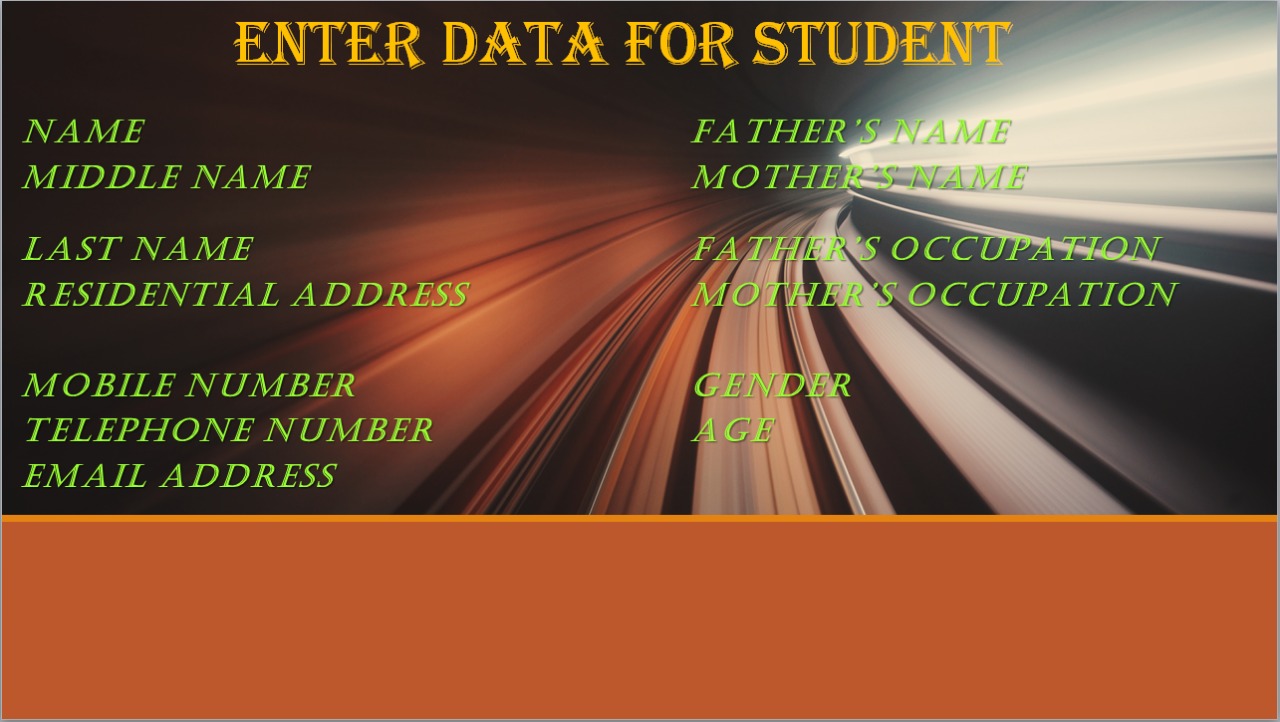 ENTER DATA FOR STUDENT
NAME
MIDDLE NAME
LAST NAME
RESIDENTIAL ADDRESS
MOBILE NUMBER
TELEPHONE NUMBER
EMAIL ADDRESS
FATHER'S NAME
MOTHER'S NAME
FATHER'S OCCUPATION
MOTHER'S OCCUPATION
GENDER
AGE